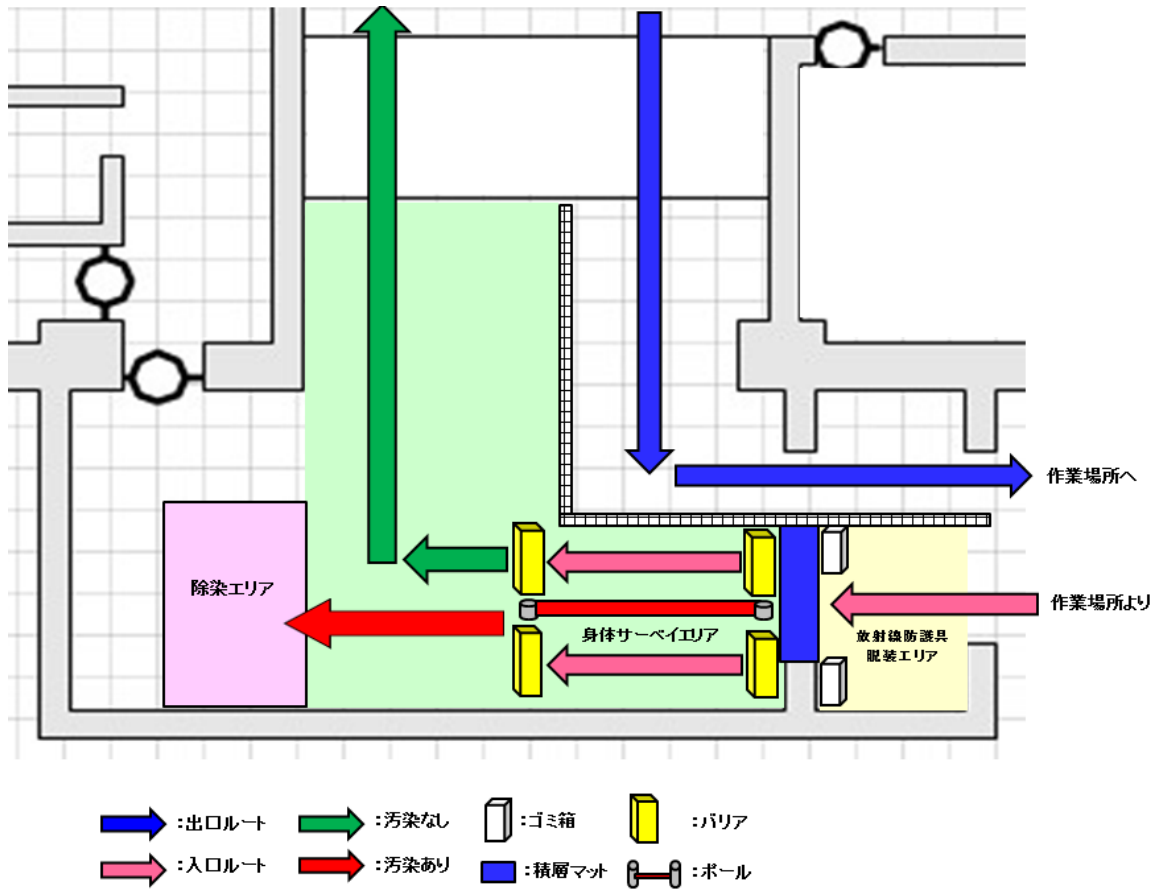 作業場所へ
除染エリア
作業場所より
身体サーベイエリア
放射線防護具
脱装エリア
:出口ルート
:汚染なし
:ゴミ箱
:バリア
:入口ルート
:汚染あり
:積層マット
:ポール